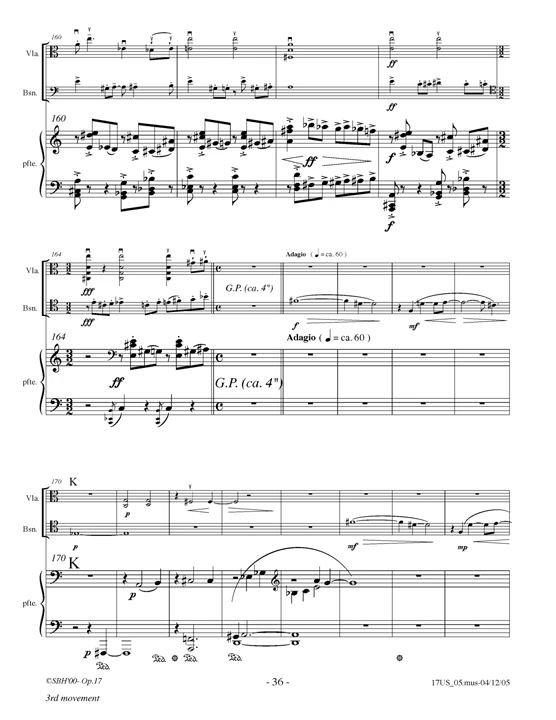 160
Vla.
Bsn.
ff
ff
160
pfte.
ff
f
f
164
Vla.
fff
Bsn.
G.P. (ca. 4")
Adagio ( ♩ = ca. 60 )
f
mf
164
Adagio ( ♩ = ca. 60 )
pfte.
ff
G.P. (ca. 4")
170 K
Vla.
p
Bsn.
p
mf
mp
170 K
pfte.
p
©SBH'00- Op.17
- 36 -
17US_05.mus-04/12/05
3rd movement